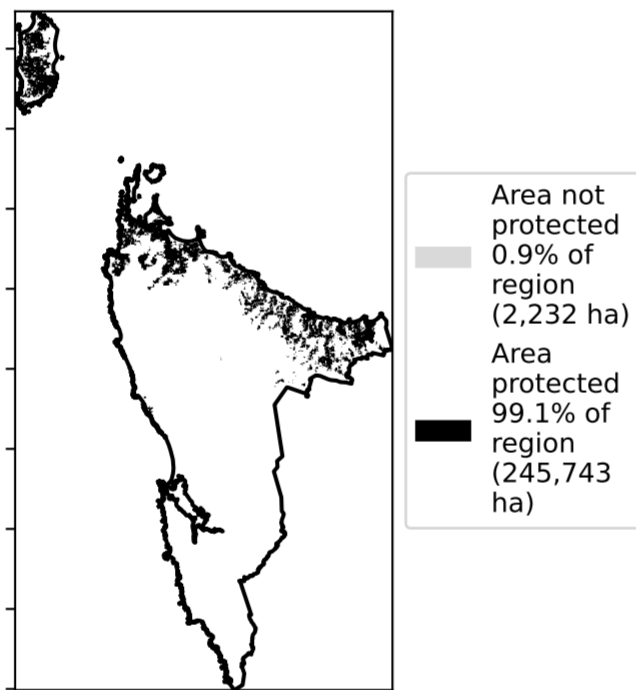 Area not
protected
0.9% of
region
(2,232 ha)
Area
protected
99.1% of
region
(245,743
ha)